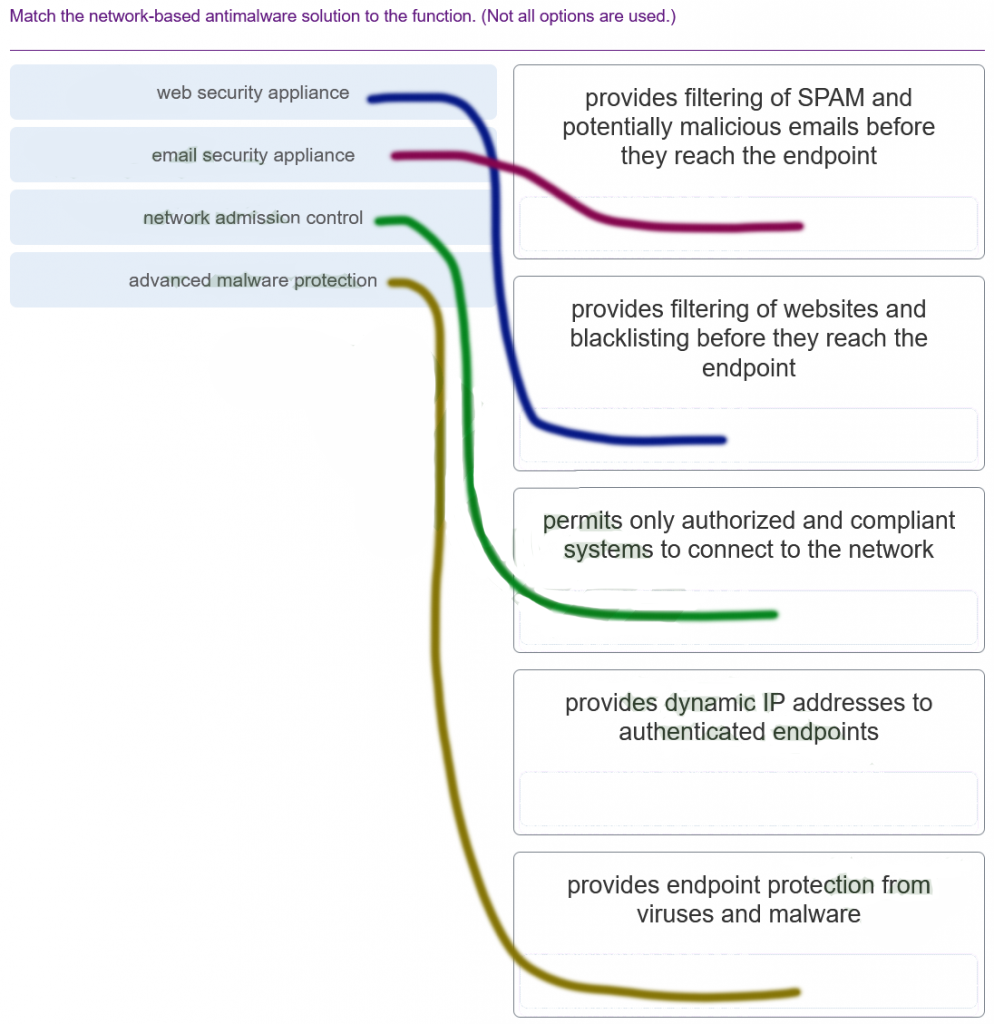 Match the network-based antimalware solution to the function. (Not all options are used.)
web security appliance
email security appliance
network admission control
advanced malware protection
provides filtering of SPAM and
potentially malicious emails before
they reach the endpoint
provides filtering of websites and
blacklisting before they reach the
endpoint
permits only authorized and compliant
systems to connect to the network
provides dynamic IP addresses to
authenticated endpoints
provides endpoint protection from
viruses and malware